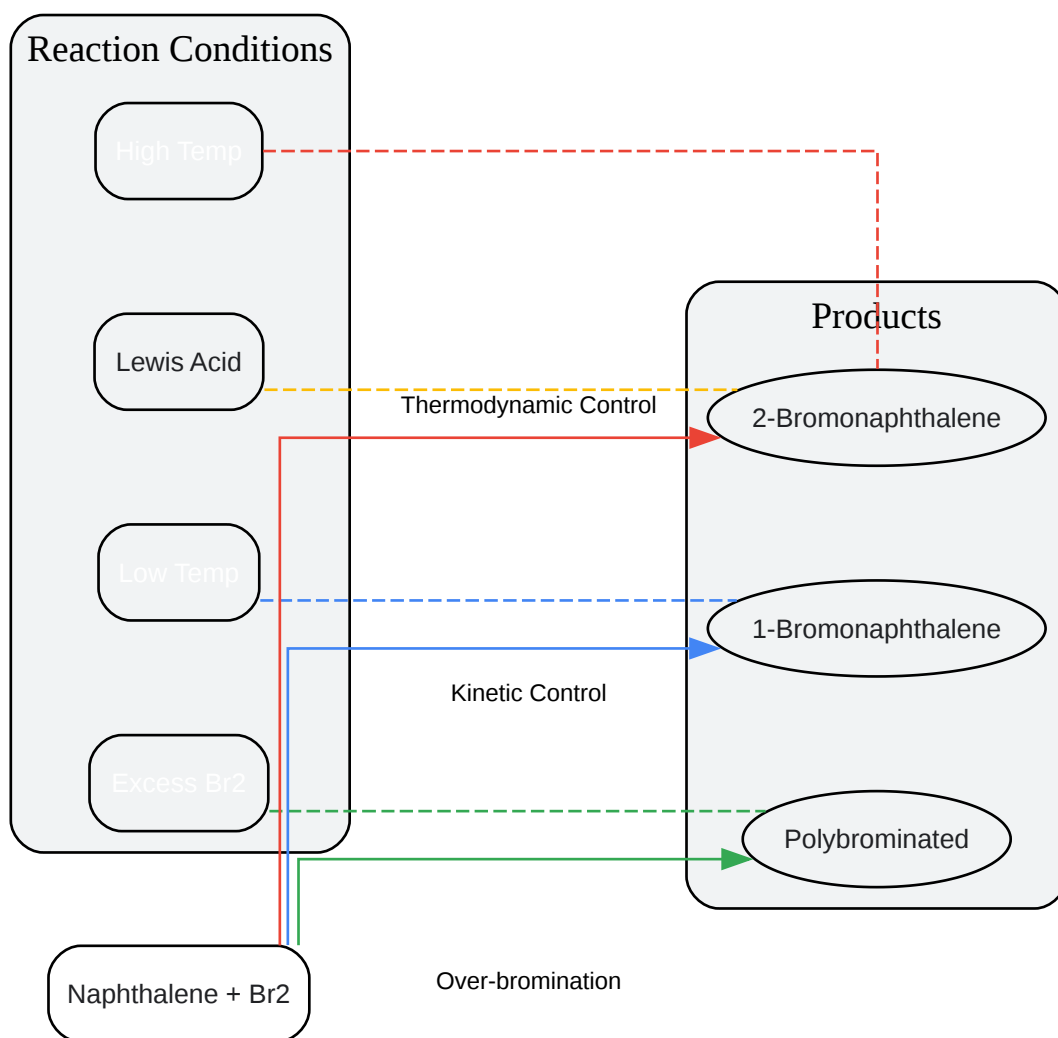 Reaction Conditions
High Temp
Lewis Acid
Low Temp
Excess Br2
Products
2-Bromonaphthalene
1-Bromonaphthalene
Polybrominated
Thermodynamic Control
Kinetic Control
Over-bromination
Naphthalene + Br2